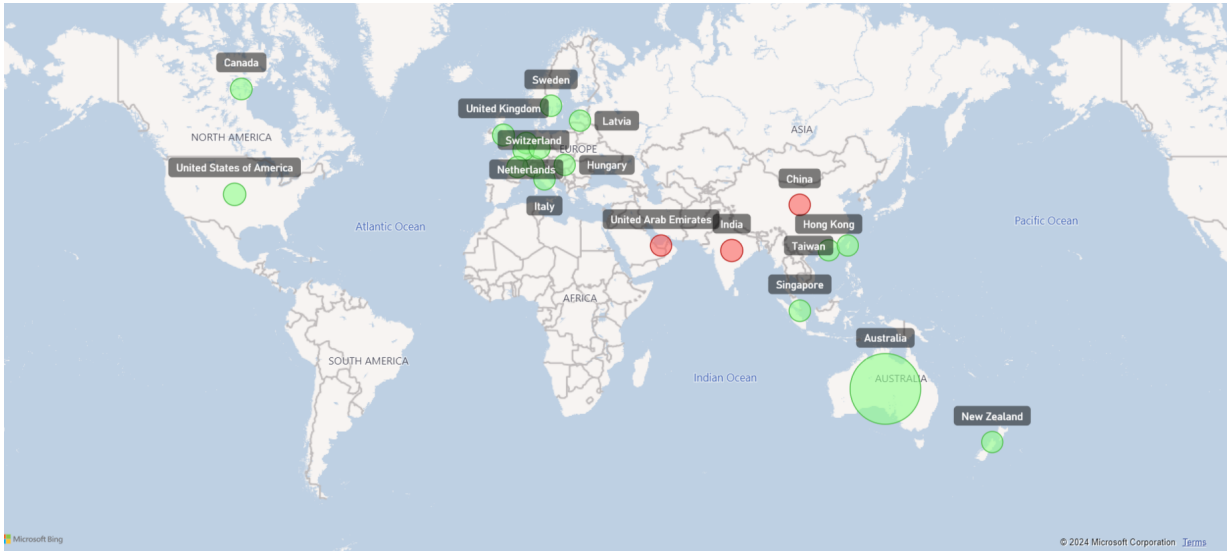 Canada
Sweden
United Kingdom
Latvia
NORTH AMERICA
ASIA
Switzerland
EUROPE
United States of America
Netherlands
Hungary
China
Italy
Atlantic Ocean
United Arab Emirates
India
Hong Kong
Pacific Ocean
Taiwan
Singapore
AFRICA
Australia
SOUTH AMERICA
Indian Ocean
AUSTRALIA
New Zealand
Microsoft Bing
© 2024 Microsoft Corporation Terms